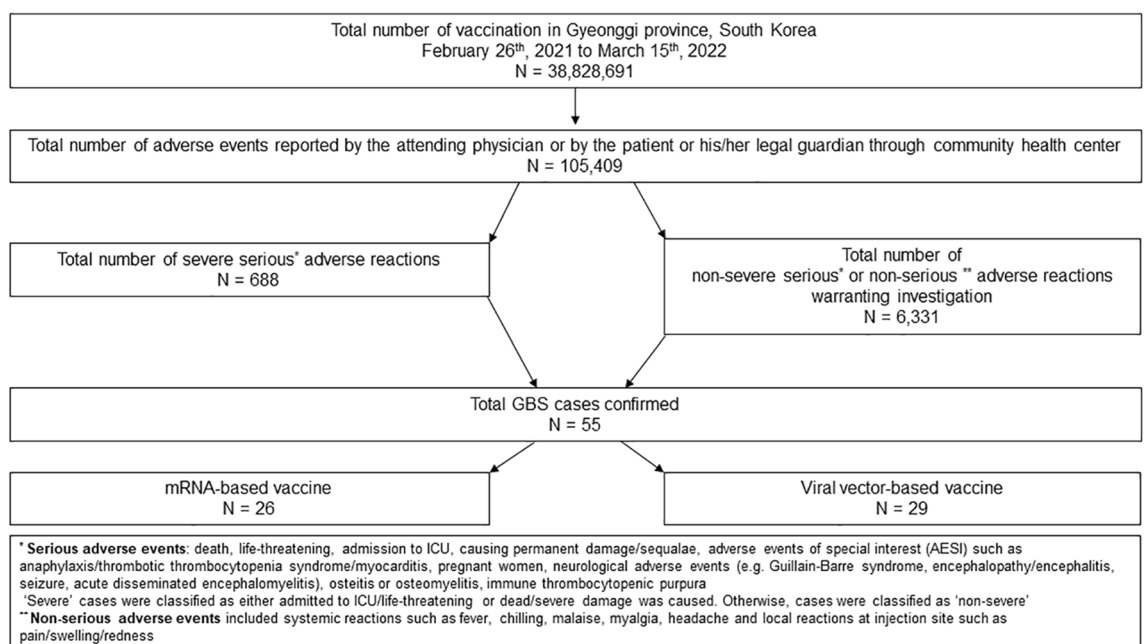 Total number of vaccination in Gyeonggi province, South Korea
February 26th, 2021 to March 15th, 2022
N = 38,828,691
Total number of adverse events reported by the attending physician or by the patient or his/her legal guardian through community health center
N = 105,409
Total number of severe serious* adverse reactions
N = 688
Total number of
non-severe serious* or non-serious ** adverse reactions
warranting investigation
N = 6,331
Total GBS cases confirmed
N = 55
mRNA-based vaccine
N = 26
Viral vector-based vaccine
N = 29
* Serious adverse events: death, life-threatening, admission to ICU, causing permanent damage/sequalae, adverse events of special interest (AESI) such as
anaphylaxis/thrombotic thrombocytopenia syndrome/myocarditis, pregnant women, neurological adverse events (e.g. Guillain-Barre syndrome, encephalopathy/encephalitis,
seizure, acute disseminated encephalomyelitis), osteitis or osteomyelitis, immune thrombocytopenic purpura
'Severe' cases were classified as either admitted to ICU/life-threatening or dead/severe damage was caused. Otherwise, cases were classified as 'non-severe'
** Non-serious adverse events included systemic reactions such as fever, chilling, malaise, myalgia, headache and local reactions at injection site such as
pain/swelling/redness